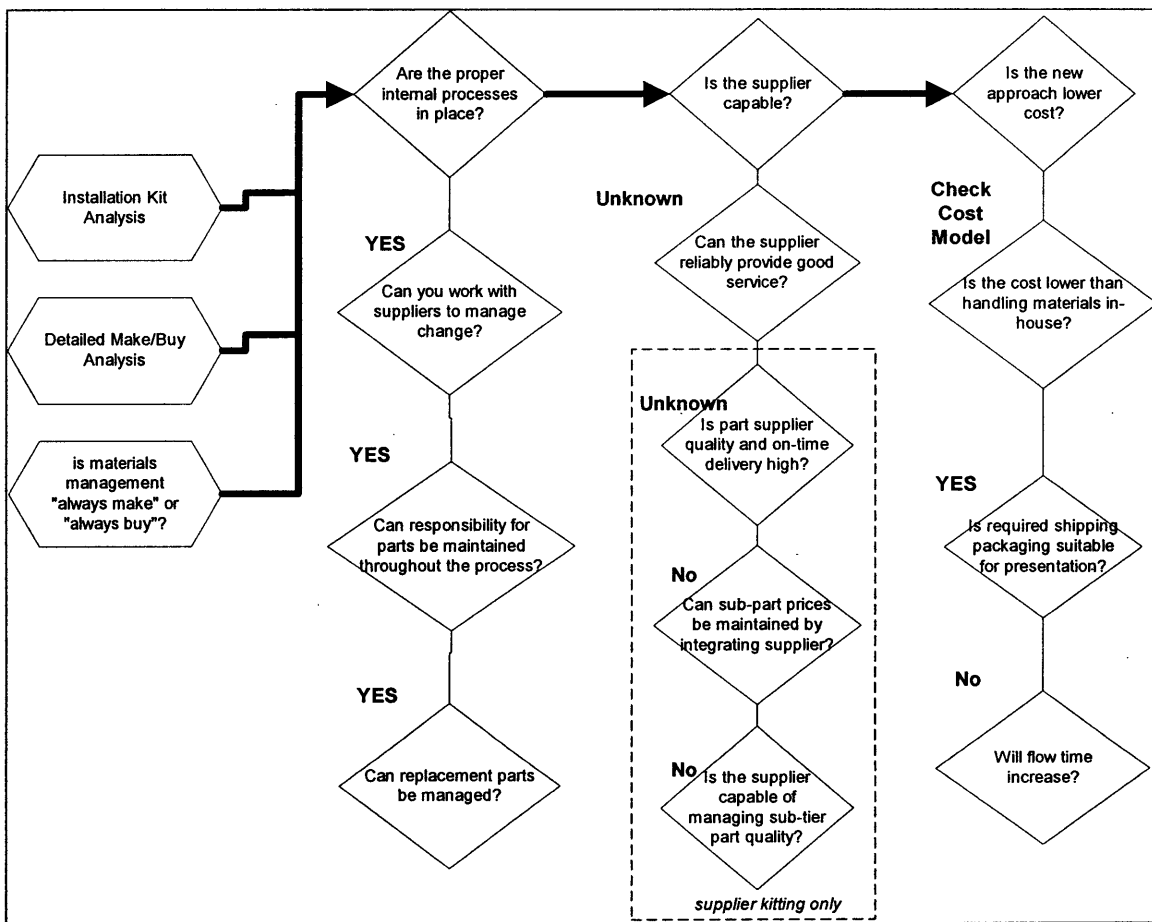 Installation Kit
Analysis
Detailed Make/Buy
Analysis
is materials
management
"always make" or
"always buy"?
Are the proper
internal processes
in place?
YES
Can you work with
suppliers to manage
change?
YES
Can responsibility for
parts be maintained
throughout the process?
YES
Can replacement parts
be managed?
Is the supplier
capable?
Unknown
Can the supplier
reliably provide good
service?
Unknown
Is part supplier
quality and on-time
delivery high?
No
Can sub-part prices
be maintained by
integrating supplier?
No
Is the supplier
capable of
managing sub-tier
part quality?
supplier kitting only
Is the new
approach lower
cost?
Check
Cost
Model
Is the cost lower than
handling materials in-
house?
YES
Is required shipping
packaging suitable
for presentation?
No
Will flow time
increase?